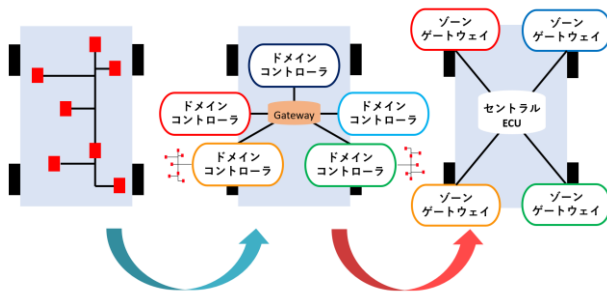 ドメイン
コントローラ
ドメイン
コントローラ
Gateway
ドメイン
コントローラ
ドメイン
コントローラ
ドメイン
コントローラ
ゾーン
ゲートウェイ
ゾーン
ゲートウェイ
セントラル
ECU
ゾーン
ゲートウェイ
ゾーン
ゲートウェイ